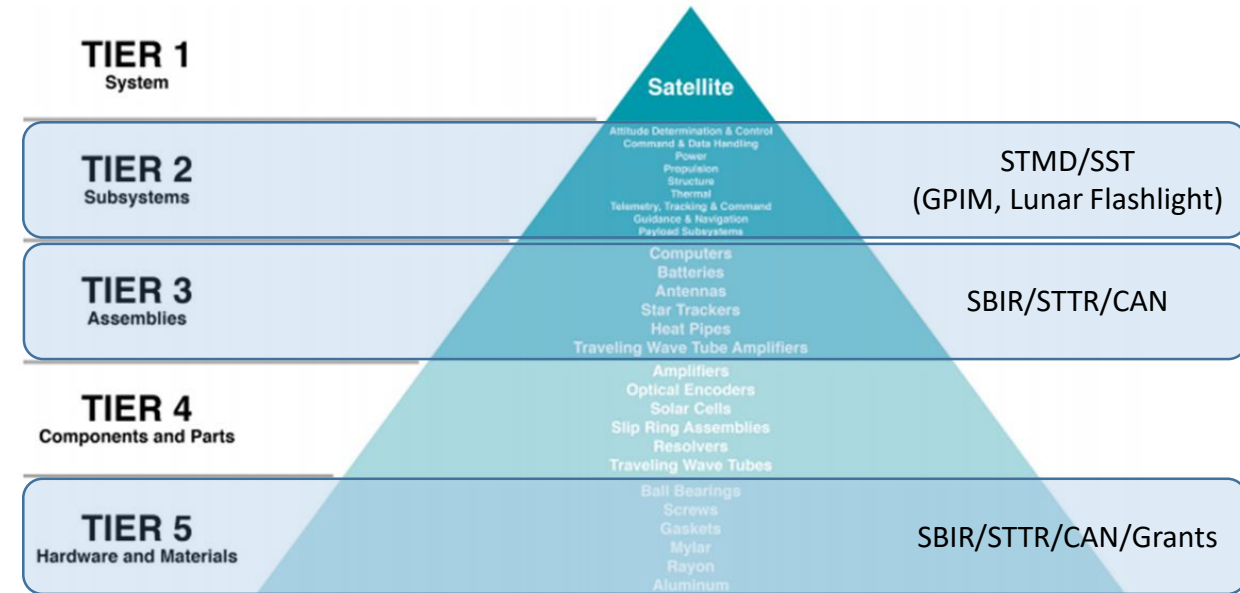 TIER 1
System
Satellite
TIER 2
Subsystems
Attitude Determination & Control
Command & Data Handling
Power
Propulsion
Structure
Thermal
Telemetry, Tracking & Command
Guidance & Navigation
Payload Subsystems
STMD/SST
(GPIM, Lunar Flashlight)
TIER 3
Assemblies
Computers
Batteries
Antennas
Star Trackers
Heat Pipes
Traveling Wave Tube Amplifiers
SBIR/STTR/CAN
TIER 4
Components and Parts
Amplifiers
Optical Encoders
Solar Cells
Slip Ring Assemblies
Resolvers
Traveling Wave Tubes
TIER 5
Hardware and Materials
Ball Bearings
Screws
Gaskets
Mylar
Rayon
Aluminum
SBIR/STTR/CAN/Grants